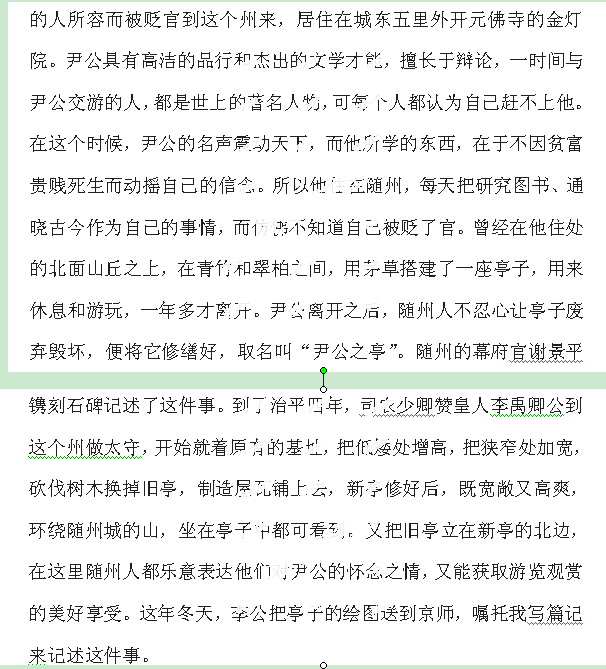 的人所容而被贬官到这个州来，居住在城东五里外开元佛寺的金灯
院。尹公具有高洁的品行和杰出的文学才能，擅长于辩论，一时间与
尹公交游的人，都是世上的著名人物，可每个人都认为自己赶不上他。
在这个时候，尹公的名声震动天下，而他所学的东西，在于不因贫富
贵贱死生而动摇自己的信念。所以他住在随州，每天把研究图书、通
晓古今作为自己的事情，而仿佛不知道自己被贬了官。曾经在他住处
的北面山丘之上，在青竹和翠柏之间，用茅草搭建了一座亭子，用来
休息和游玩，一年多才离开。尹公离开之后，随州人不忍心让亭子废
弃毁坏，便将它修缮好，取名叫“尹公之亭”。随州的幕府官谢景平
镌刻石碑记述了这件事。到了治平四年，司农少卿赞皇人李禹卿公到
这个州做太守，开始就着原有的基地，把低矮处增高，把狭窄处加宽，
砍伐树木换掉旧亭，制造屋瓦铺上去，新亭修好后，既宽敞又高爽，
环绕随州城的山，坐在亭子中都可看到。又把旧亭立在新亭的北边，
在这里随州人都乐意表达他们对尹公的怀念之情，又能获取游览观赏
的美好享受。这年冬天，李公把亭子的绘图送到京师，嘱托我写篇记
来记述这件事。